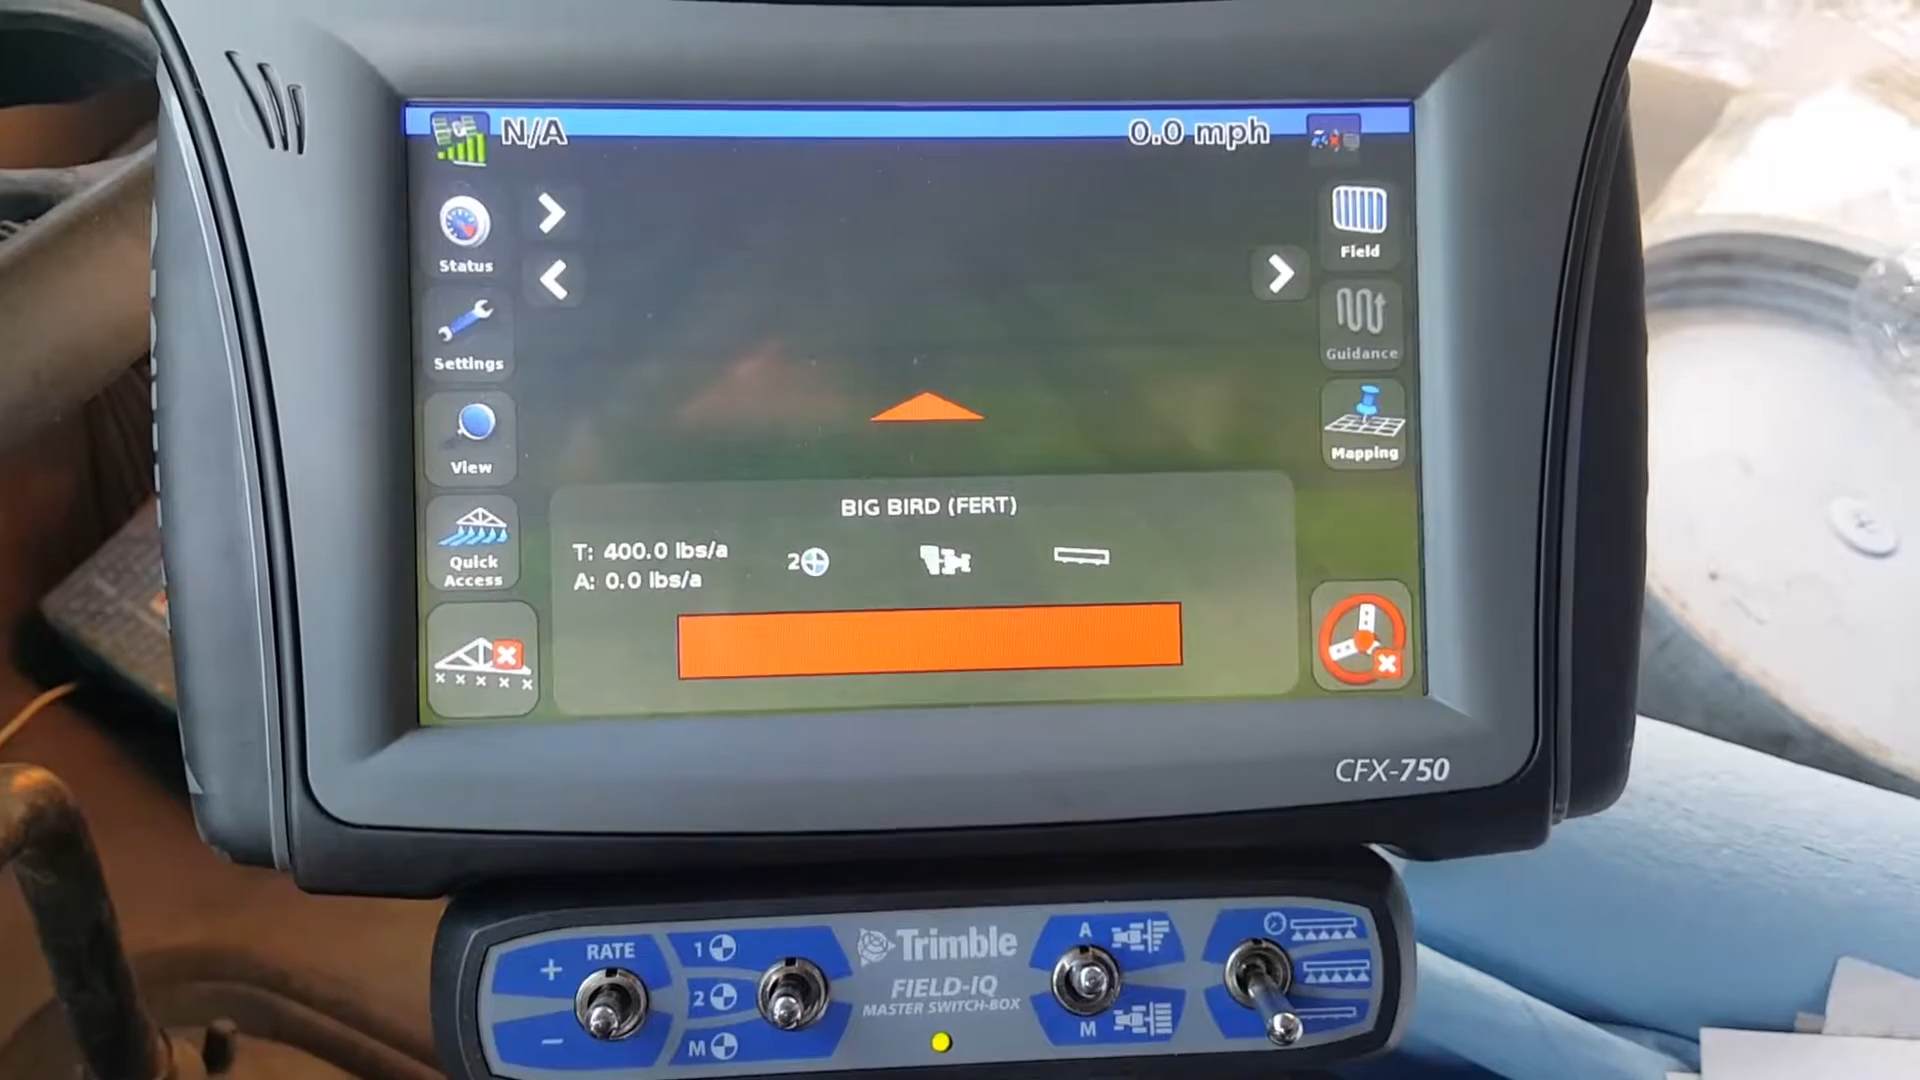 N/A
0.0 mph
Status
Field
Settings
Guidance
View
Mapping
Quick
Access
BIG BIRD (FERT)
T: 400.0 lbs/a
A: 0.0 lbs/a
2
CFX-750
RATE
+
-
1
2
M
Trimble
FIELD-IQ
MASTER SWITCH-BOX
A
M